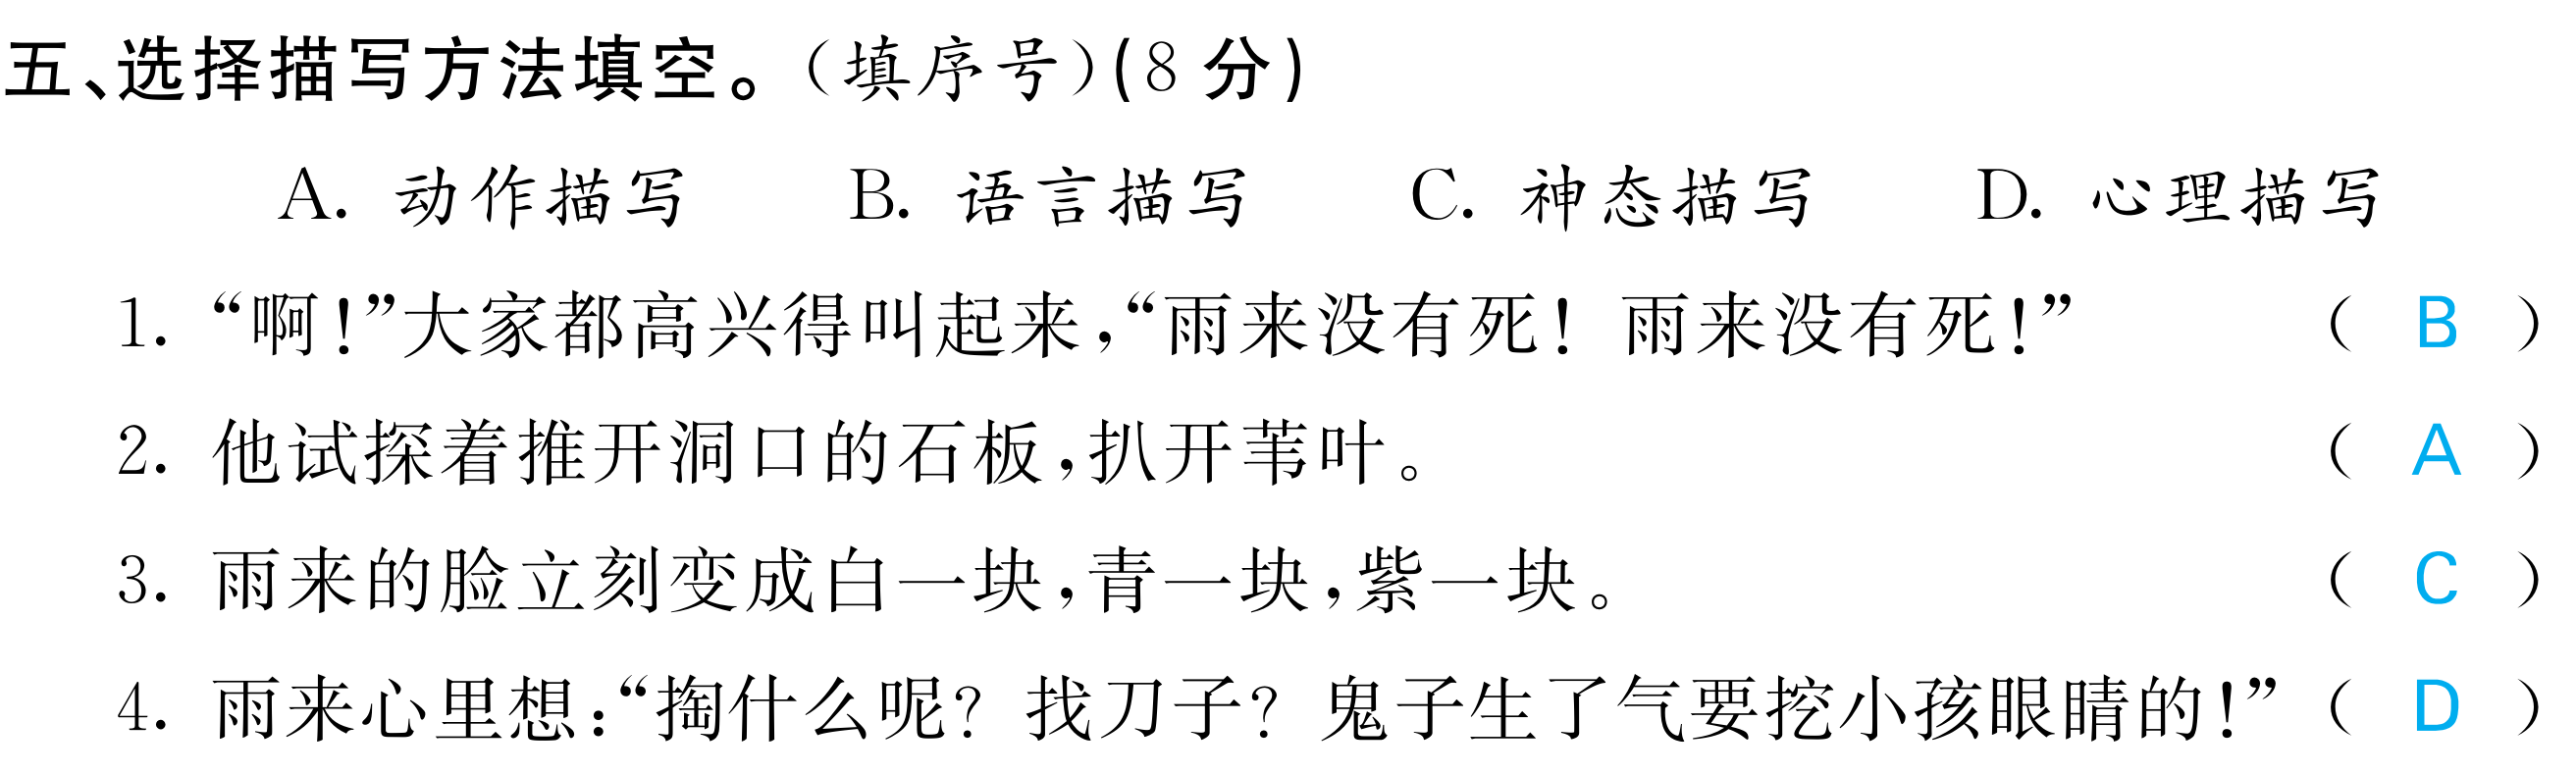 五、选择描写方法填空。（填序号）(8 分)
A. 动作描写 B. 语言描写 C. 神态描写 D. 心理描写
1. “啊！”大家都高兴得叫起来，“雨来没有死！雨来没有死！” （ B ）
2. 他试探着推开洞口的石板，扒开苇叶。 （ A ）
3. 雨来的脸立刻变成白一块，青一块，紫一块。 （ C ）
4. 雨来心里想：“掏什么呢？找刀子？鬼子生了气要挖小孩眼睛的！” （ D ）